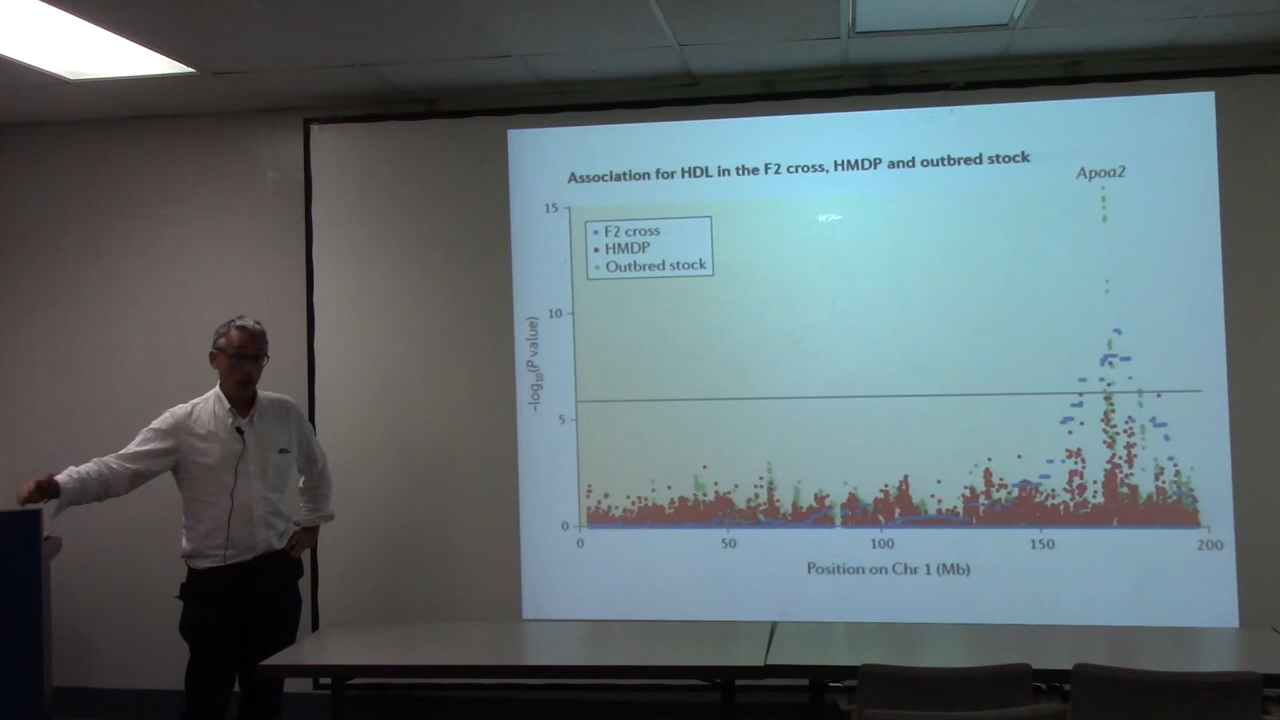 Association for HDL in the F2 cross, HMDP and outbred stock
Apoa2
15
F2 cross
HMDP
Outbred stock
10
5
0
-log10(P value)
0 50 100 150 200
Position on Chr 1 (Mb)